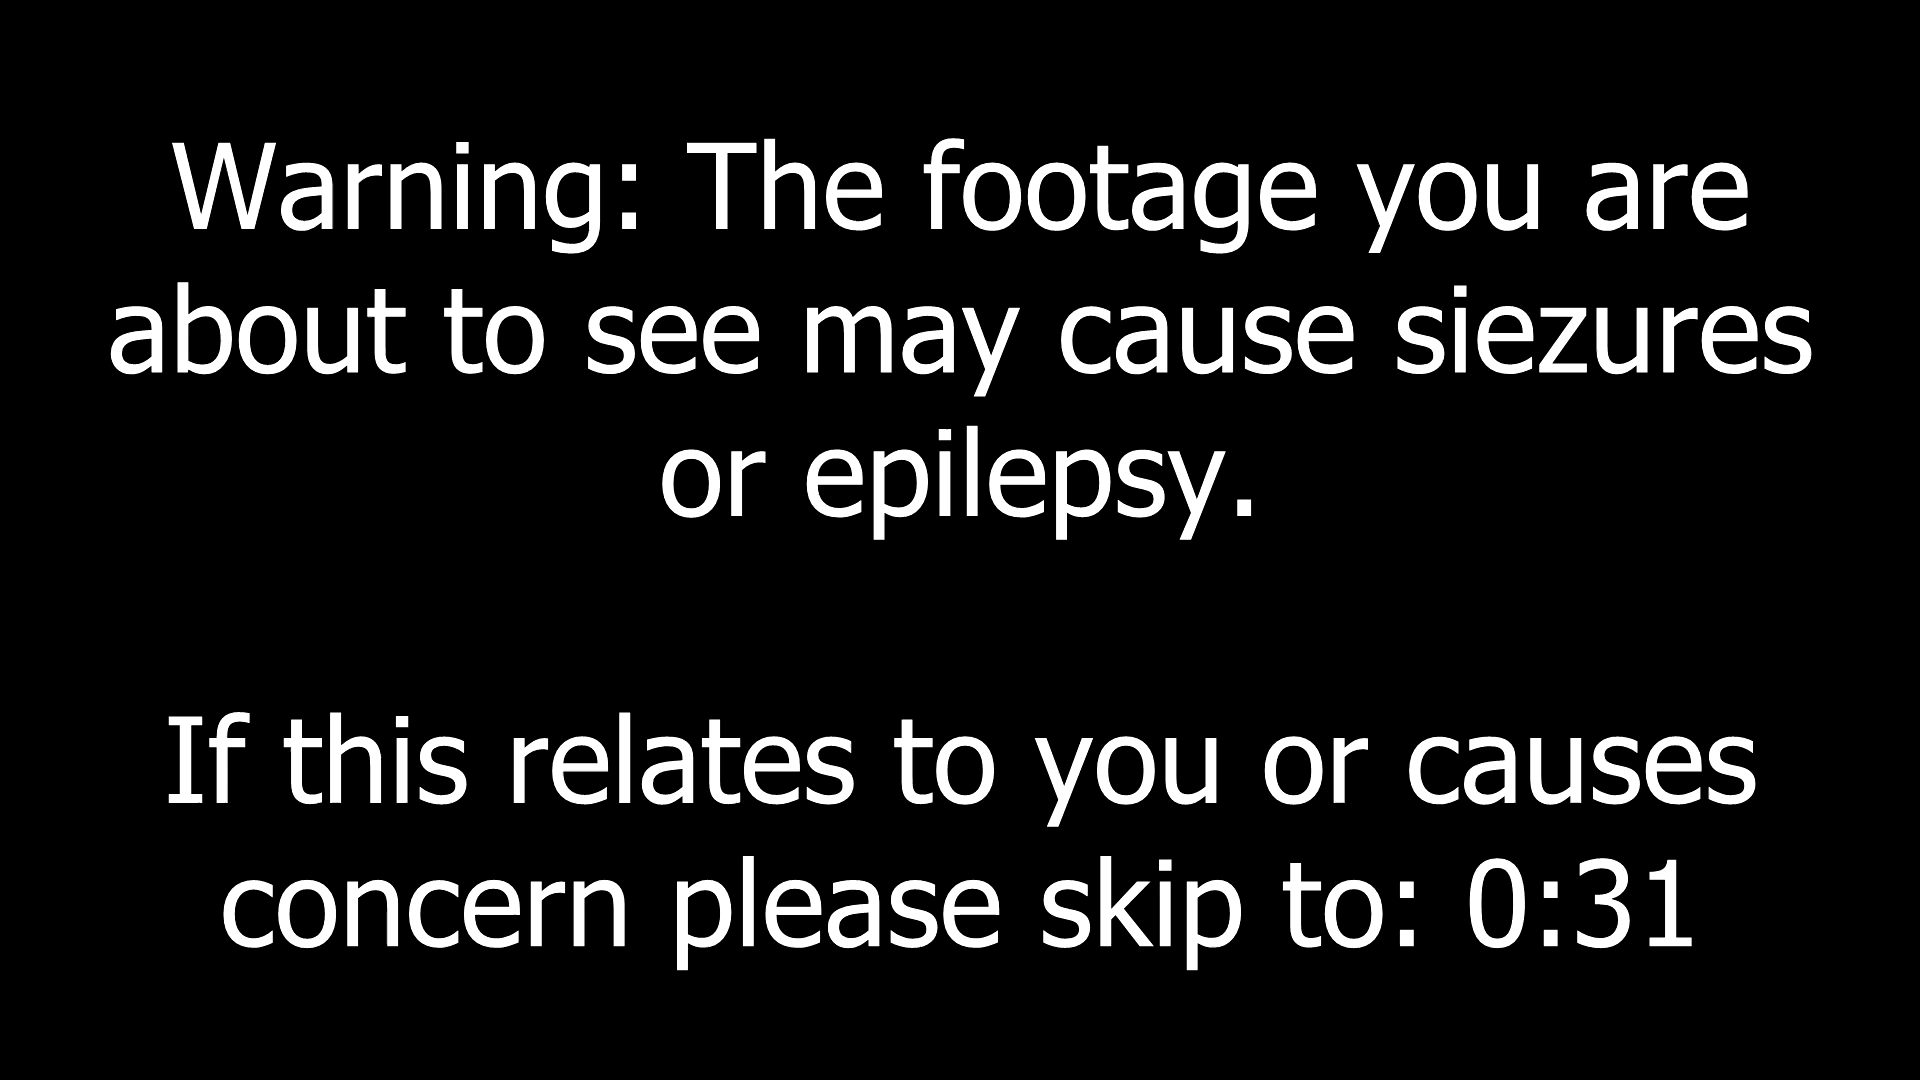 Warning: The footage you are
about to see may cause siezures
or epilepsy.
If this relates to you or causes
concern please skip to: 0:31